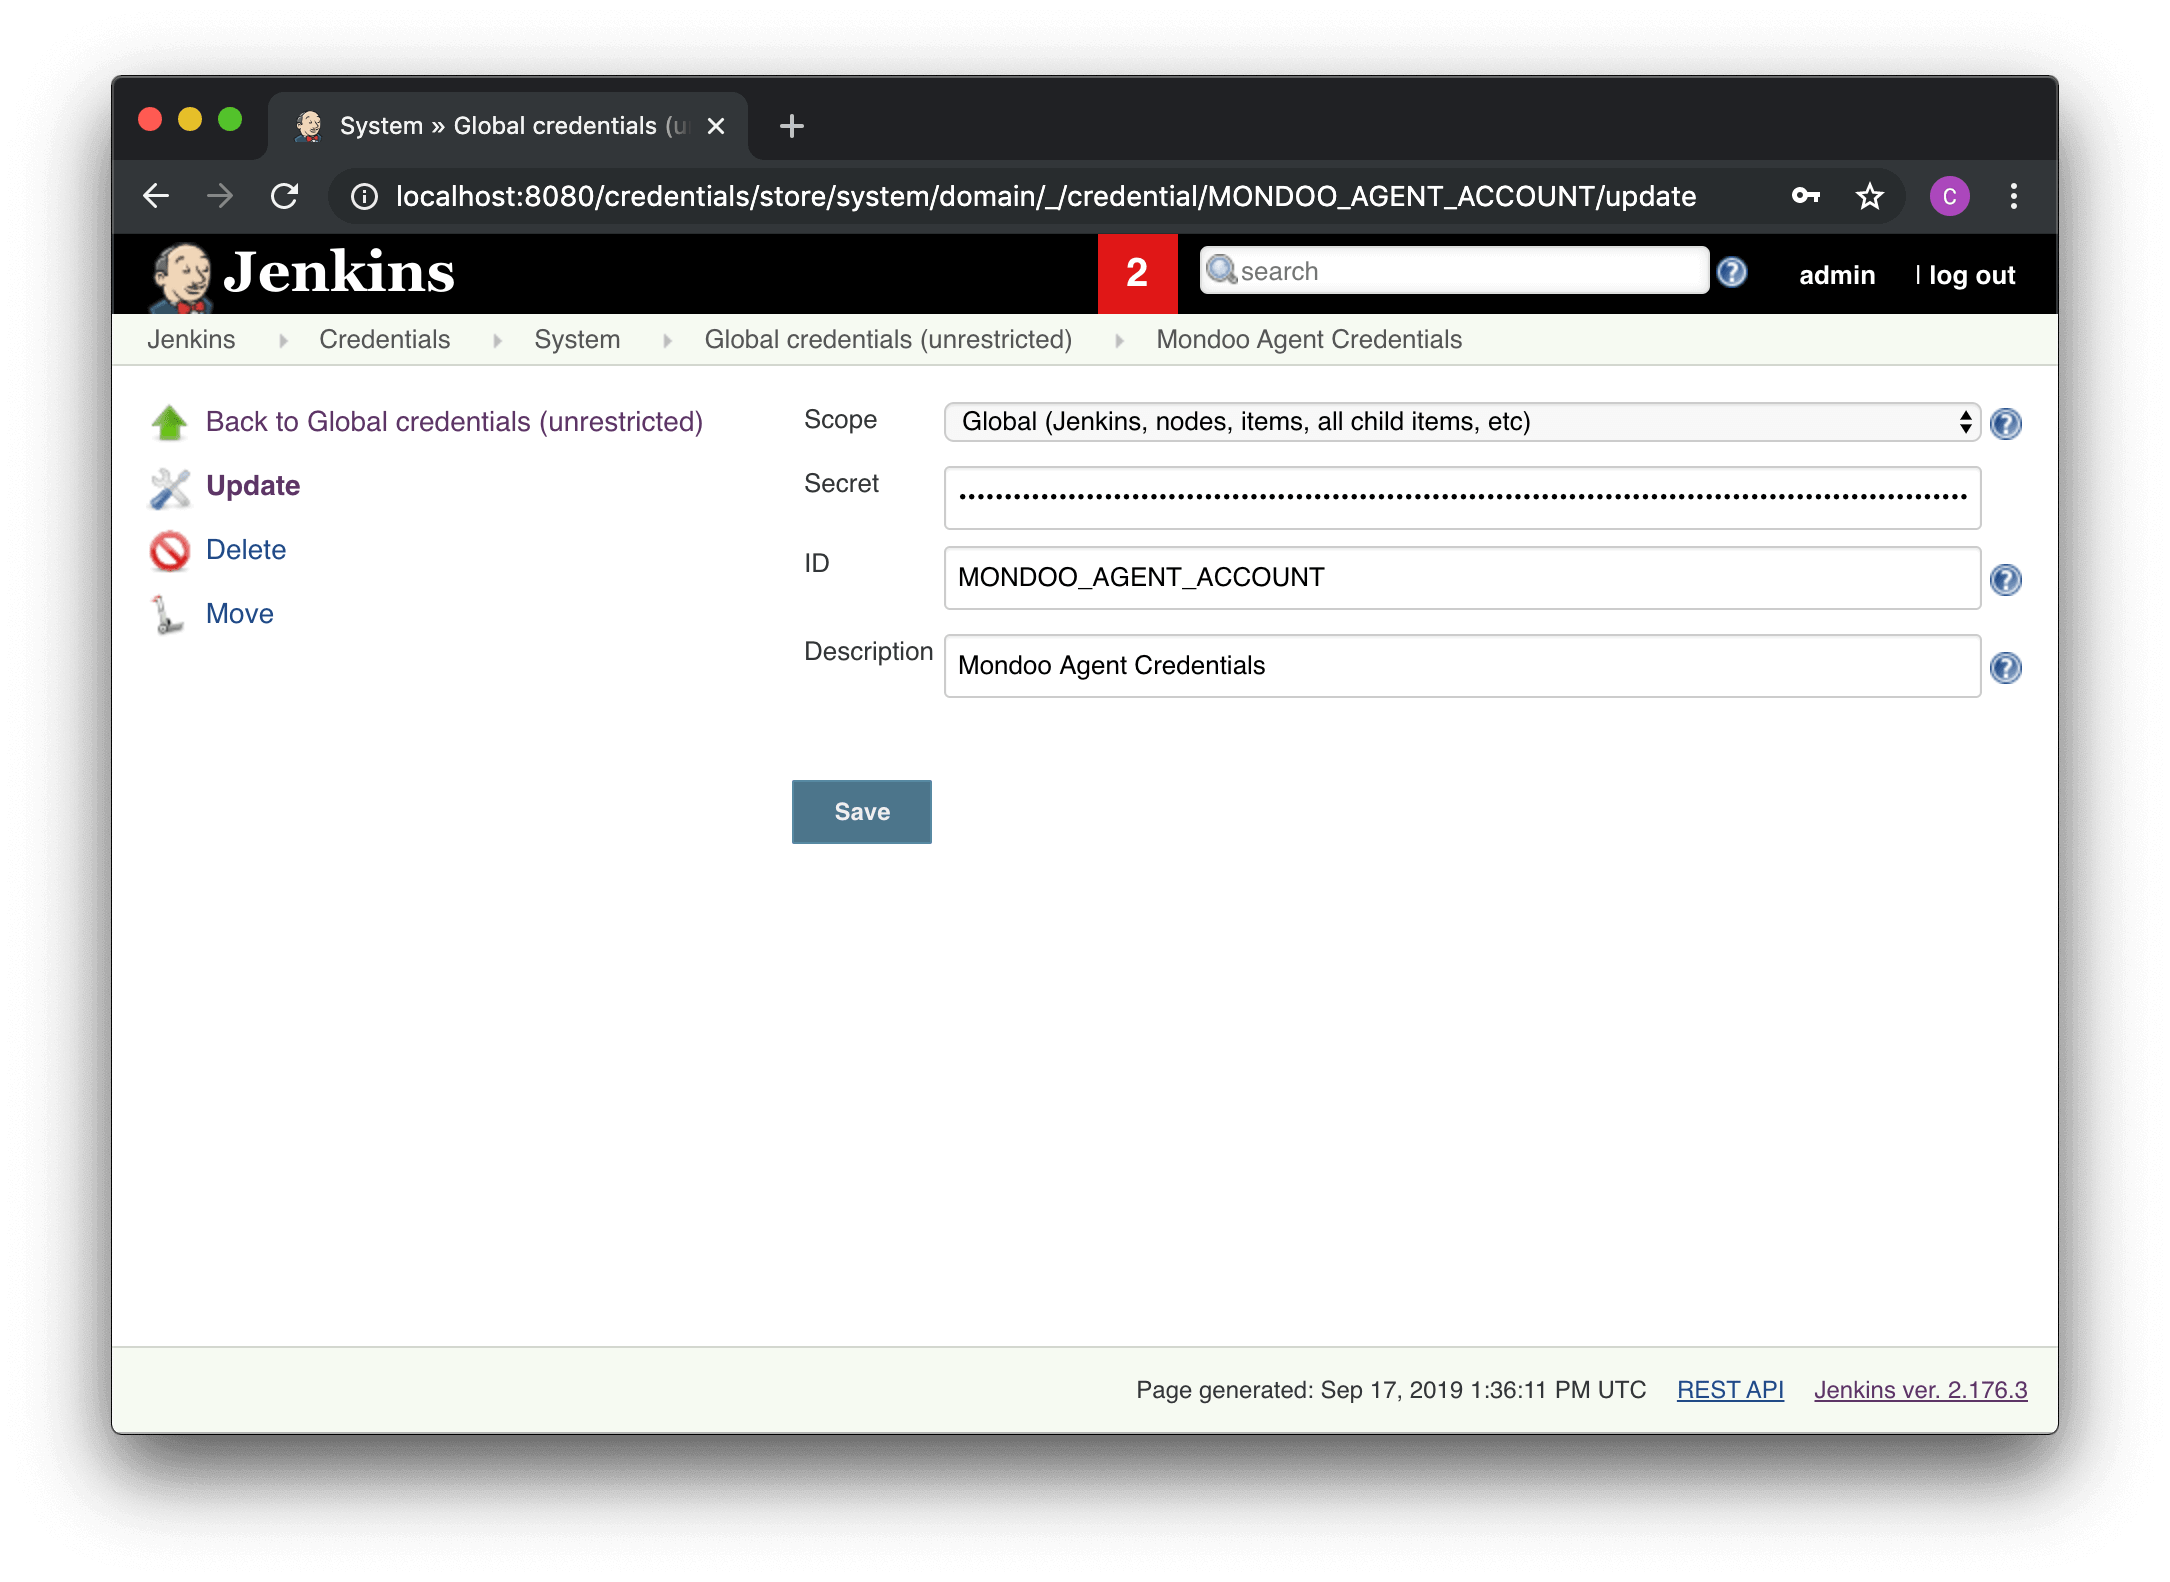 System » Global credentials (u
localhost:8080/credentials/store/system/domain/_/credential/MONDOO_AGENT_ACCOUNT/update
C
Jenkins
2
search
admin
| log out
Jenkins
Credentials
System
Global credentials (unrestricted)
Mondoo Agent Credentials
Back to Global credentials (unrestricted)
Update
Delete
Move
Scope
Global (Jenkins, nodes, items, all child items, etc)
Secret
ID
MONDOO_AGENT_ACCOUNT
Description
Mondoo Agent Credentials
Save
Page generated: Sep 17, 2019 1:36:11 PM UTC
REST API
Jenkins ver. 2.176.3